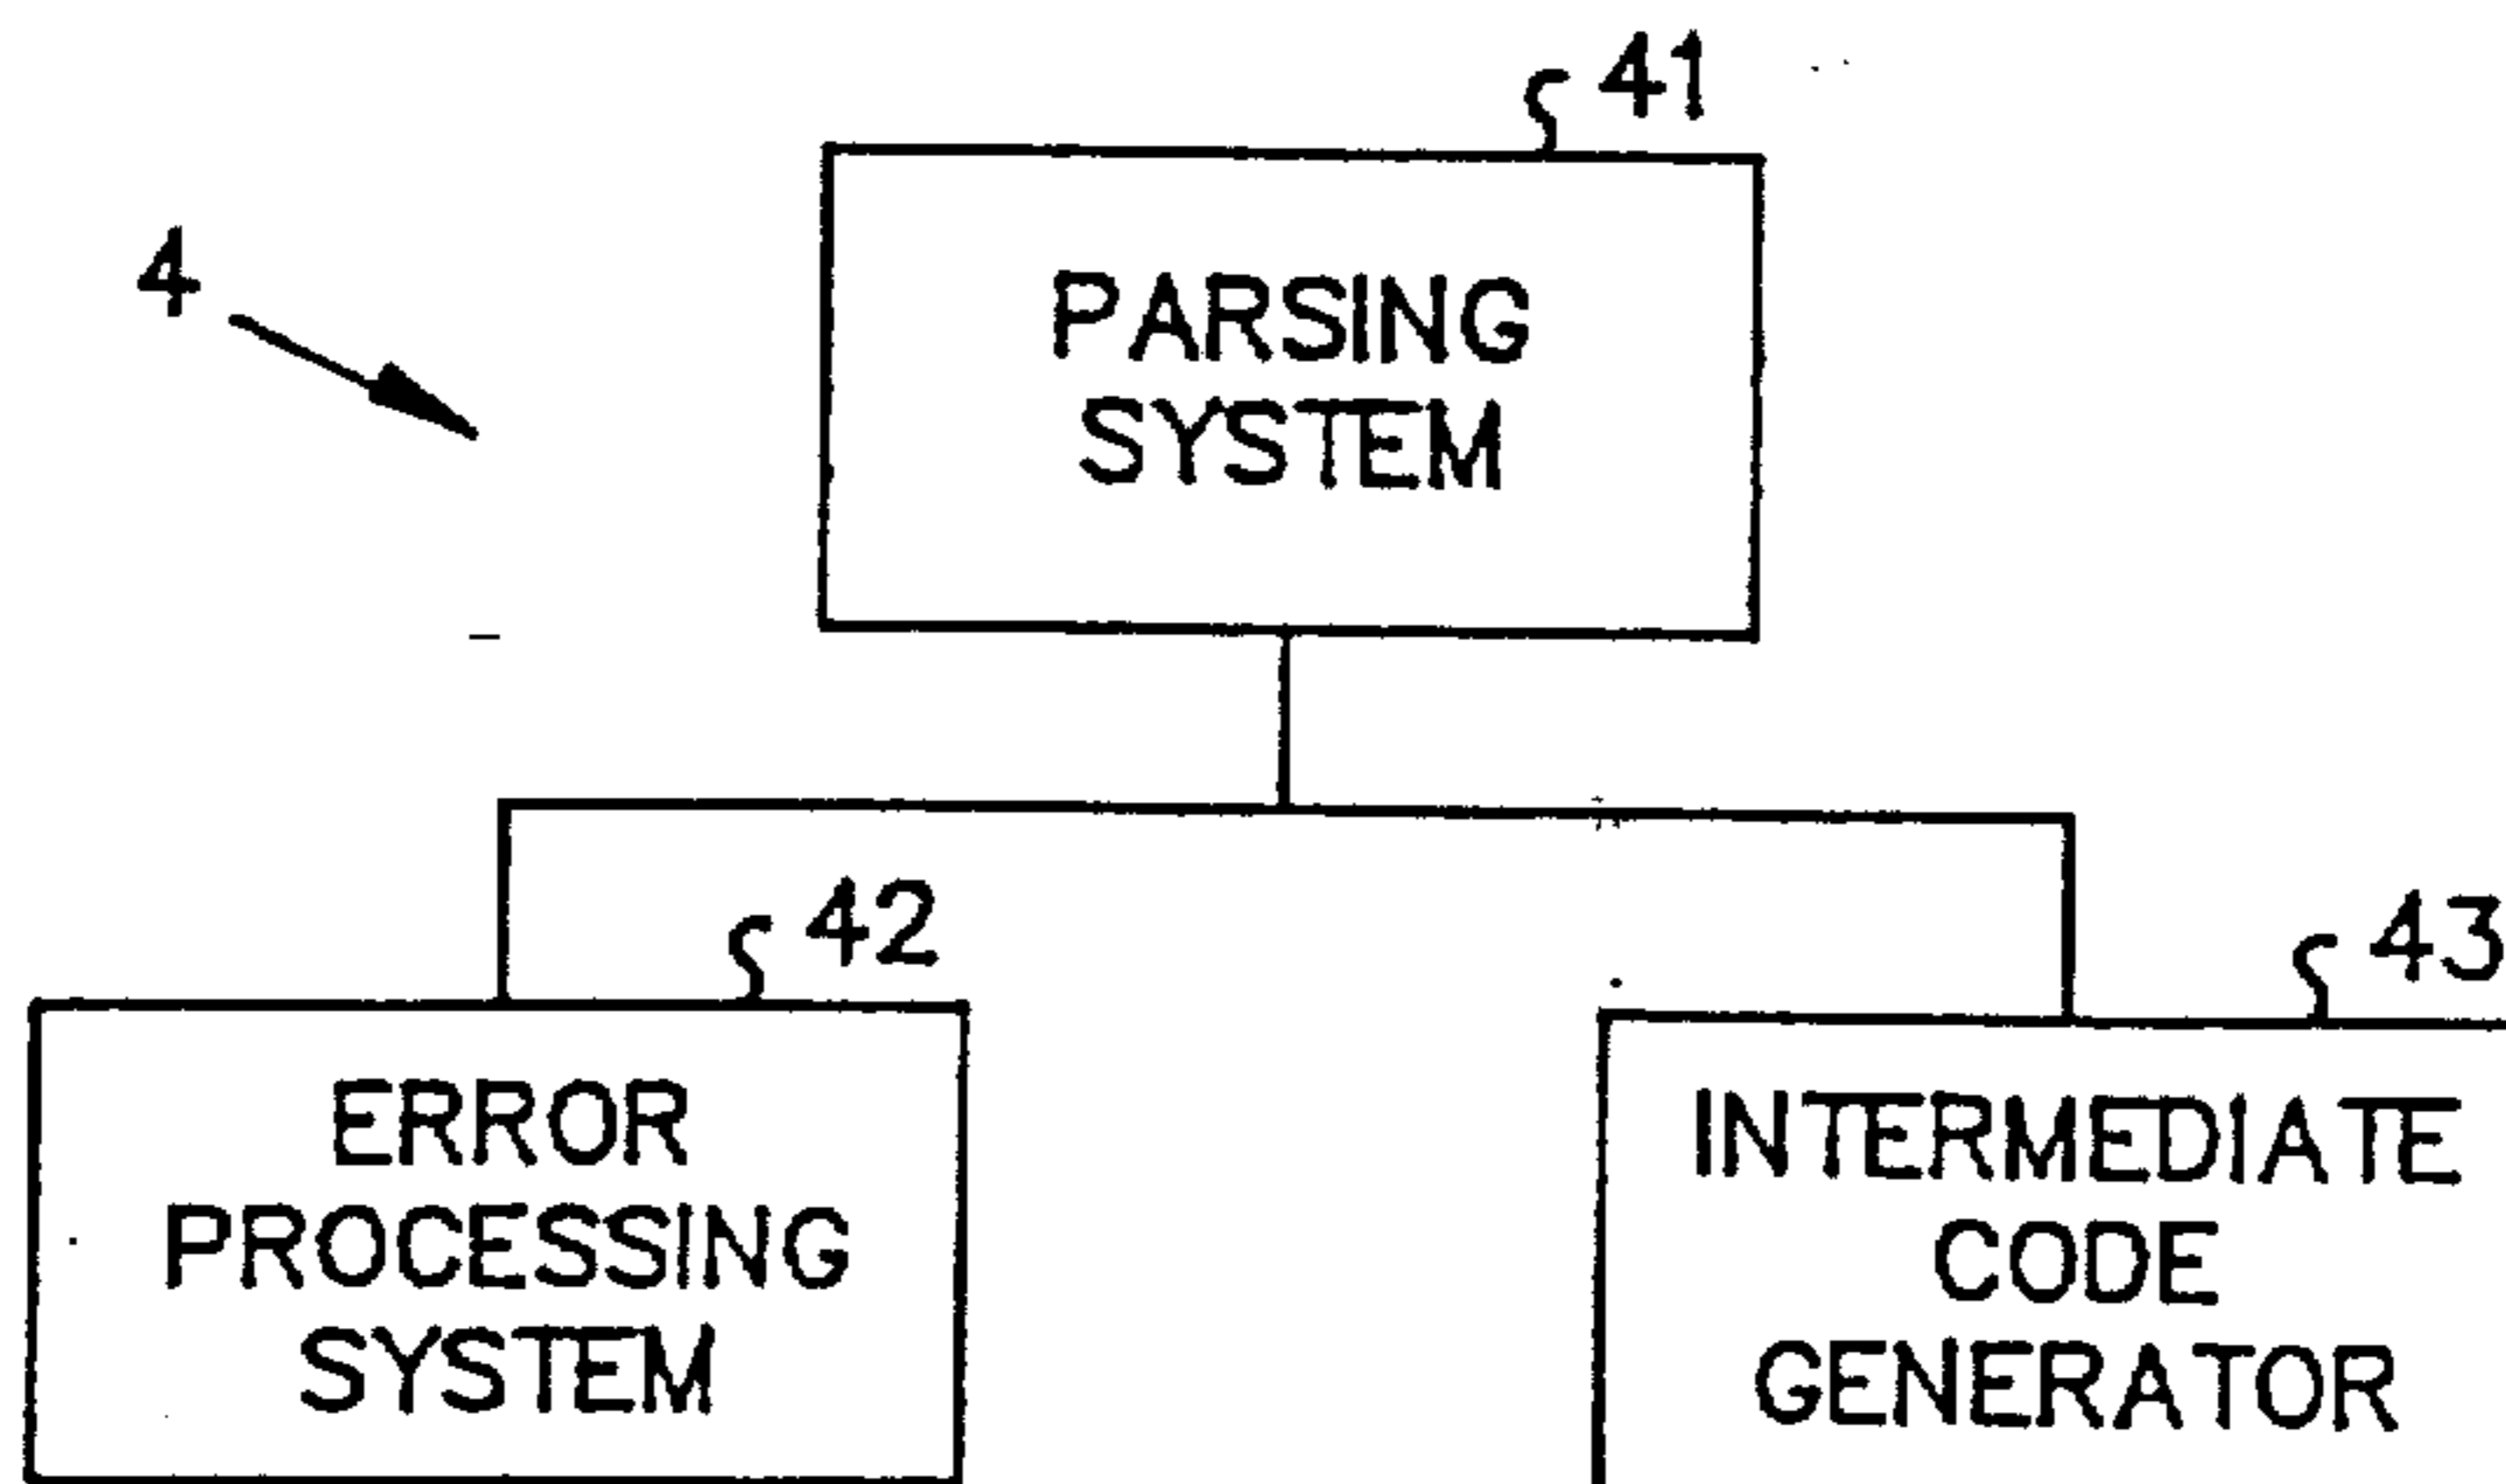 41
4
PARSING
SYSTEM
42
43
ERROR
PROCESSING
SYSTEM
INTERMEDIATE
CODE
GENERATOR